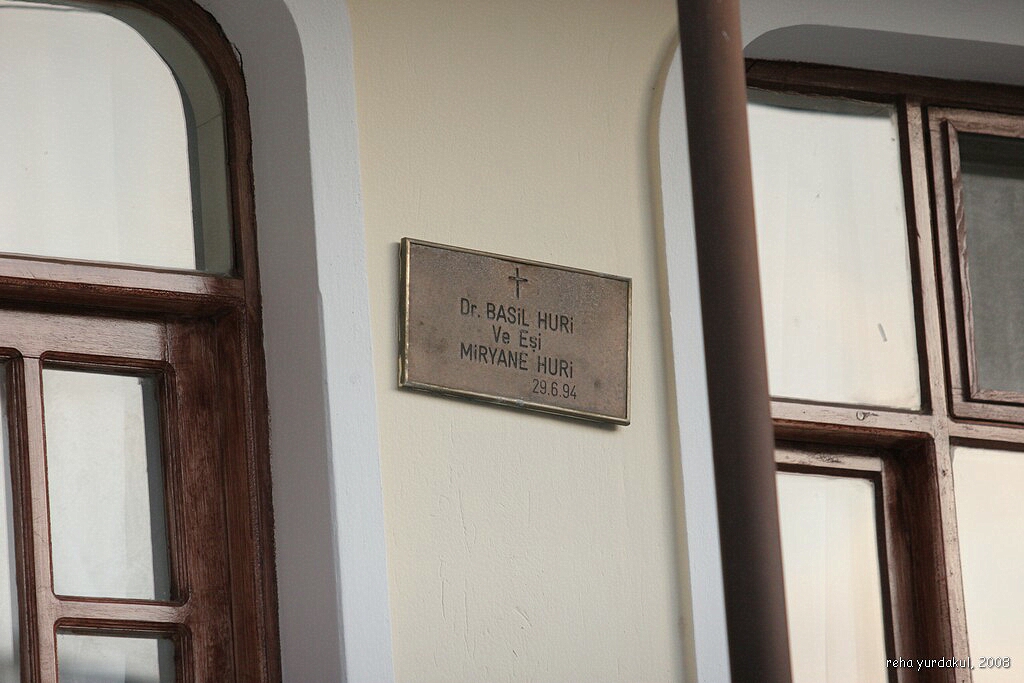 Dr. BASiL HURi
Ve Eşi
MiRYANE HURi
29.6.94
reha yurdakul, 2008